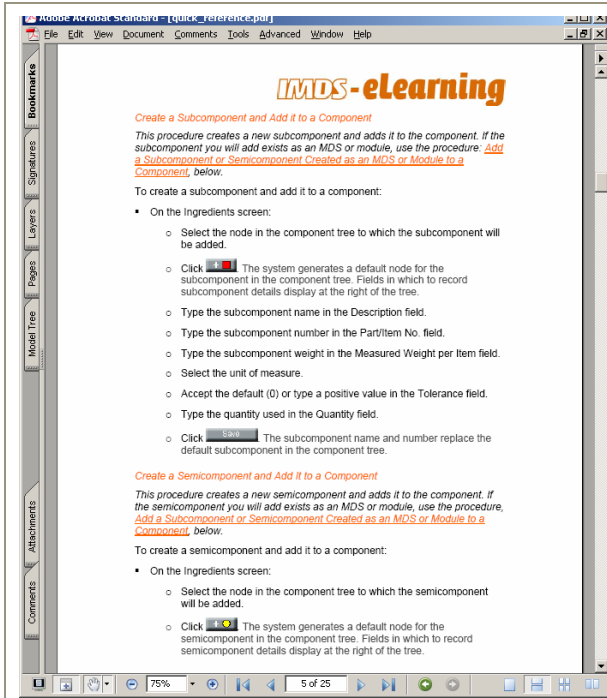 Adobe Acrobat Standard - [quick_reference.pdf]
File Edit View Document Comments Tools Advanced Window Help
Bookmarks
Signatures
Layers
Pages
Model Tree
Attachments
Comments
IMDS-eLearning
Create a Subcomponent and Add it to a Component
This procedure creates a new subcomponent and adds it to the component. If the
subcomponent you will add exists as an MDS or module, use the procedure: Add
a Subcomponent or Semicomponent Created as an MDS or Module to a
Component, below.
To create a subcomponent and add it to a component:
▪ On the Ingredients screen:
o Select the node in the component tree to which the subcomponent will
be added.
o Click . The system generates a default node for the
subcomponent in the component tree. Fields in which to record
subcomponent details display at the right of the tree.
o Type the subcomponent name in the Description field.
o Type the subcomponent number in the Part/Item No. field.
o Type the subcomponent weight in the Measured Weight per Item field.
o Select the unit of measure.
o Accept the default (0) or type a positive value in the Tolerance field.
o Type the quantity used in the Quantity field.
o Click Save . The subcomponent name and number replace the
default subcomponent in the component tree.
Create a Semicomponent and Add It to a Component
This procedure creates a new semicomponent and adds it to the component. If
the semicomponent you will add exists as an MDS or module, use the procedure,
Add a Subcomponent or Semicomponent Created as an MDS or Module to a
Component, below.
To create a semicomponent and add it to a component:
▪ On the Ingredients screen:
o Select the node in the component tree to which the semicomponent
will be added.
o Click . The system generates a default node for the
semicomponent in the component tree. Fields in which to record
semicomponent details display at the right of the tree.
75% 5 of 25